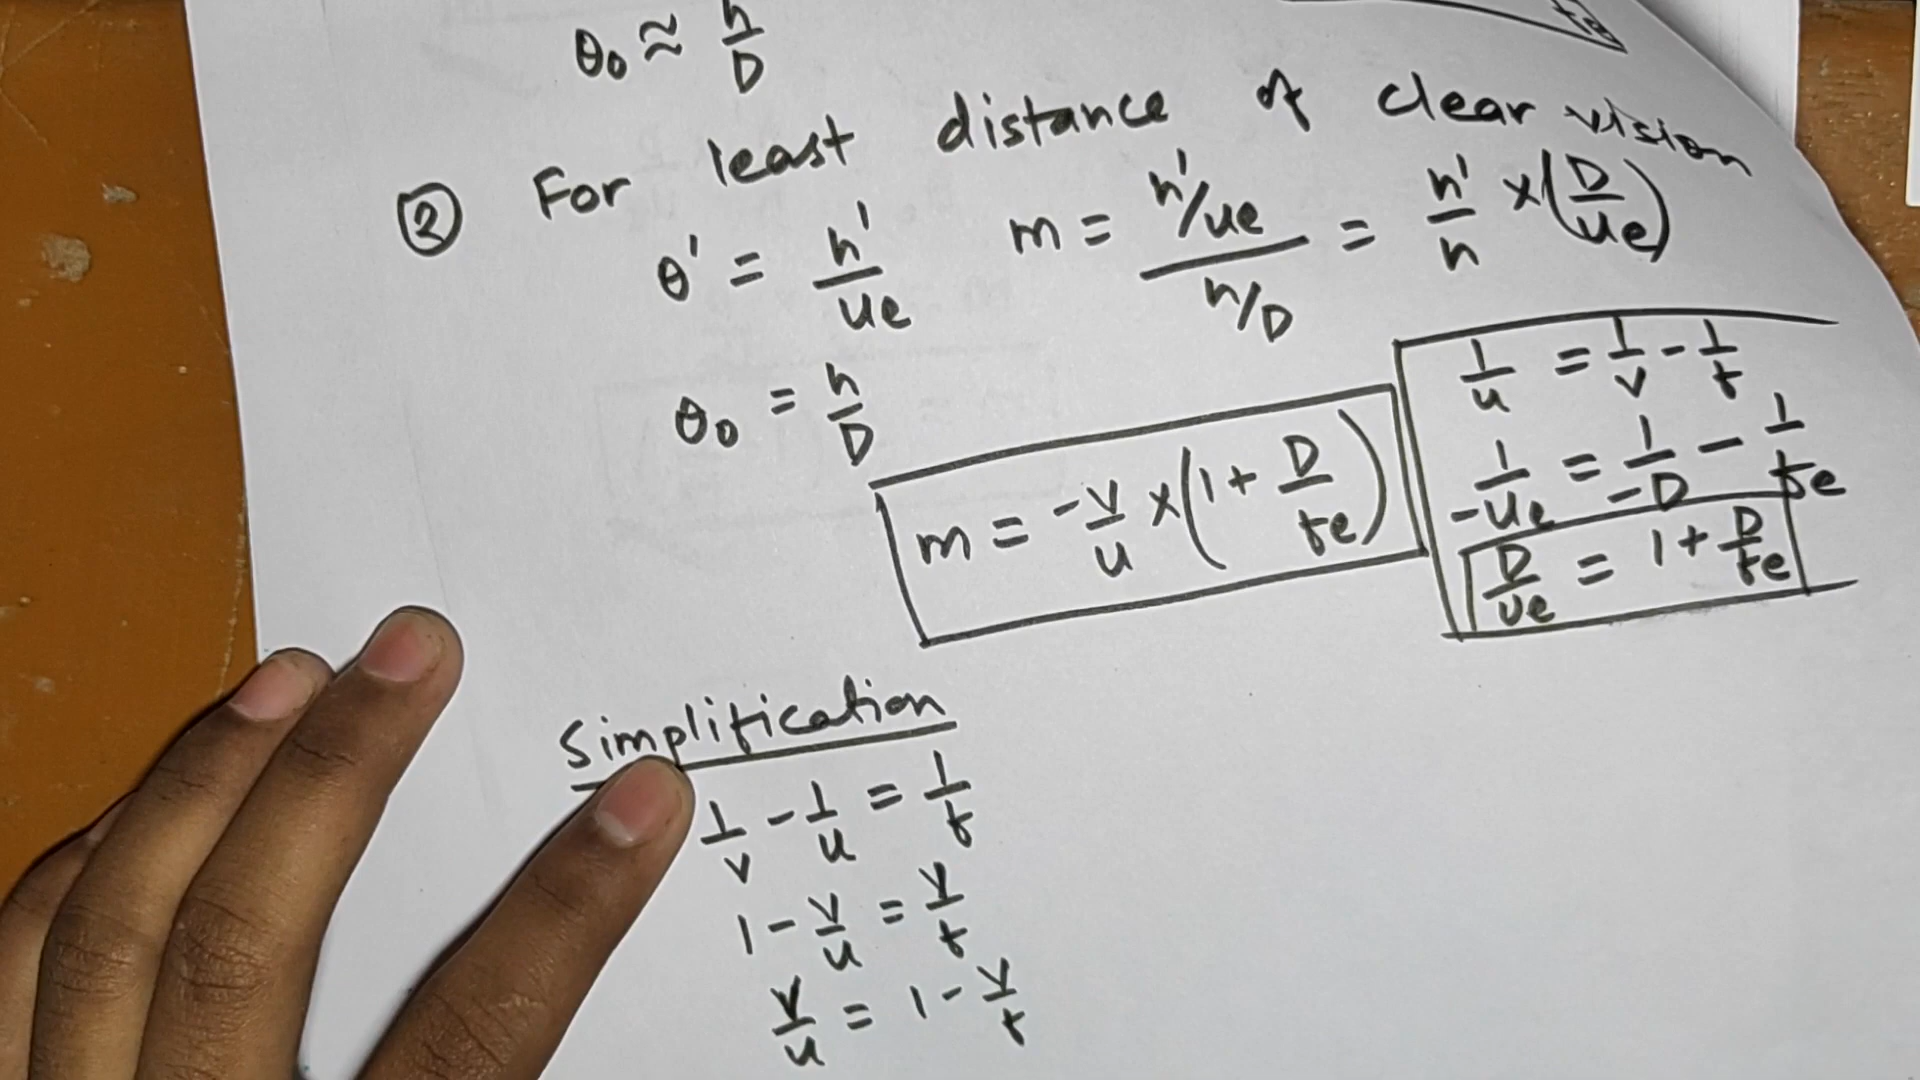 θ₀ ≈ h/D
② For least distance of clear vision
θ' = h'/ue
m = (h'/ue)/(h/D) = h'/h × (D/ue)
θ₀ = h/D
m = -v/u × (1 + D/fe)
1/u = 1/v - 1/f
1/-ue = 1/-D - 1/fe
D/ue = 1 + D/fe
Simplification
1/v - 1/u = 1/f
1 - v/u = v/f
v/u = 1 - v/f